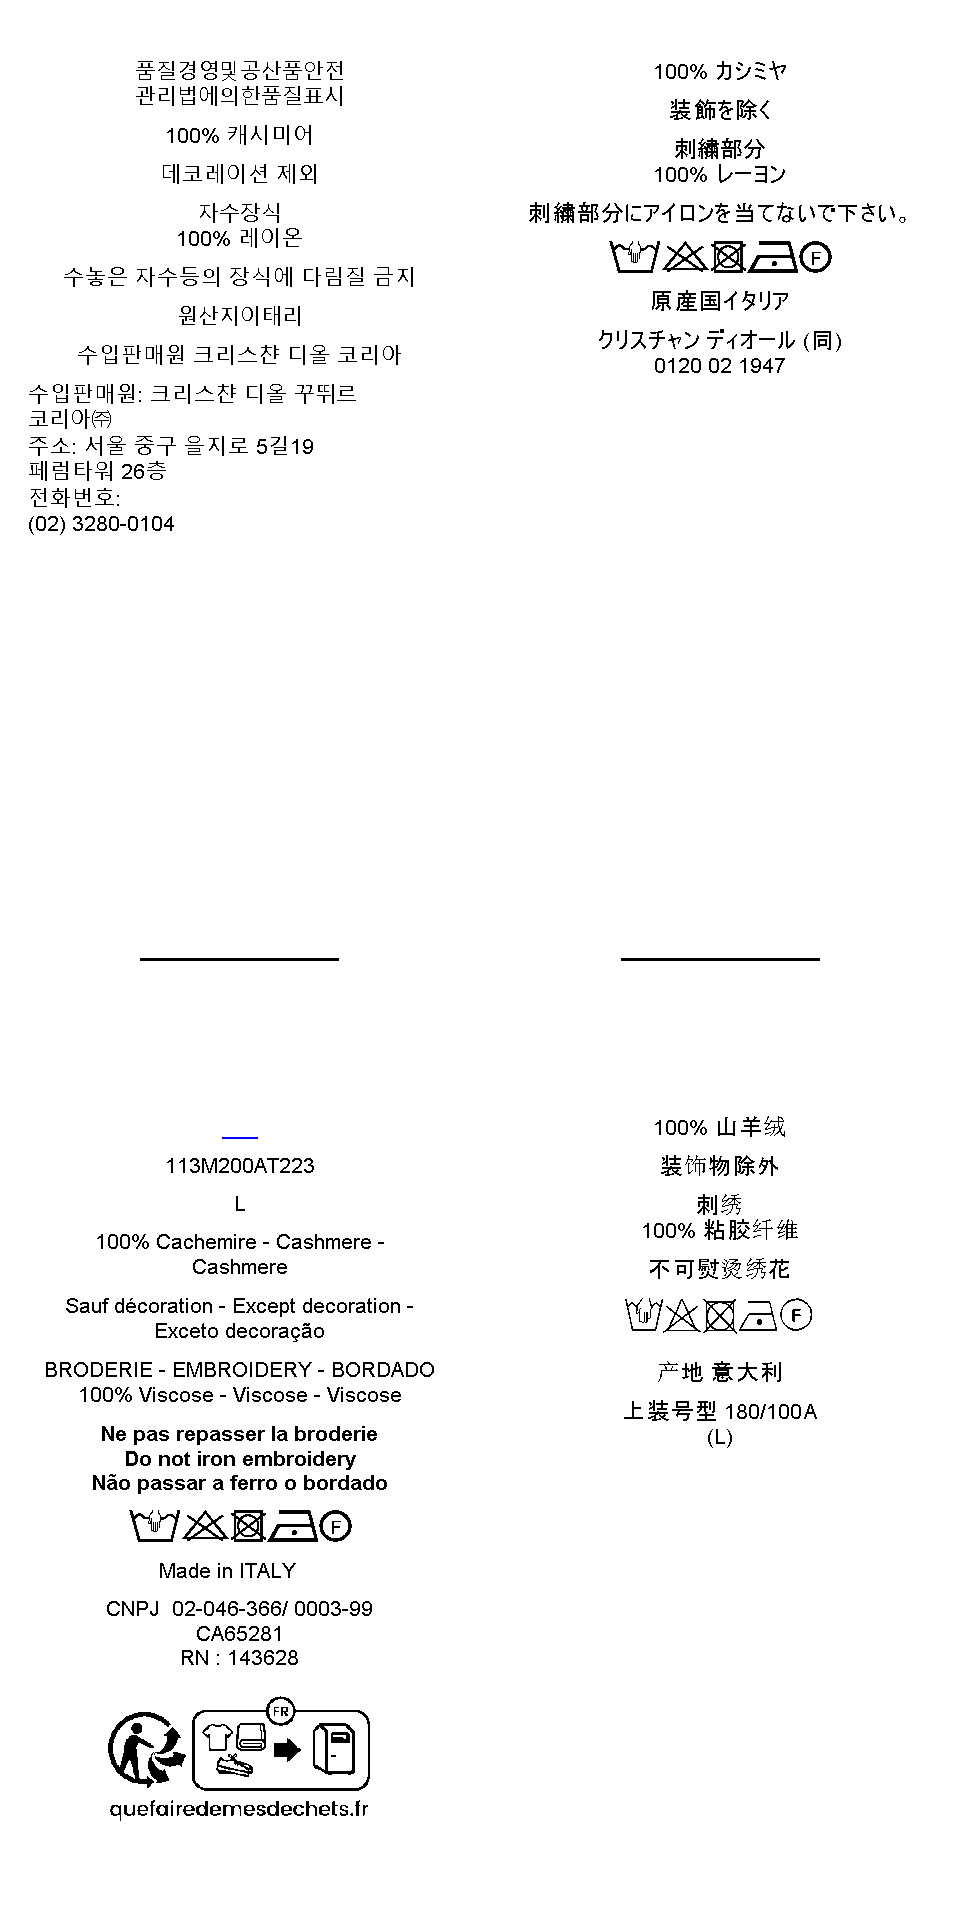 품질경영및공산품안전
관리법에의한품질표시
100% 캐시미어
데코레이션 제외
자수장식
100% 레이온
수놓은 자수등의 장식에 다림질 금지
원산지이태리
수입판매원 크리스챤 디올 코리아
수입판매원: 크리스챤 디올 꾸뛰르
코리아㈜
주소: 서울 중구 을지로 5길19
페럼타워 26층
전화번호:
(02) 3280-0104
100% カシミヤ
装飾を除く
刺繍部分
100% レーヨン
刺繍部分にアイロンを当てないで下さい。
F
原産国イタリア
クリスチャン ディオール (同)
0120 02 1947
113M200AT223
L
100% Cachemire - Cashmere -
Cashmere
Sauf décoration - Except decoration -
Exceto decoração
BRODERIE - EMBROIDERY - BORDADO
100% Viscose - Viscose - Viscose
Ne pas repasser la broderie
Do not iron embroidery
Não passar a ferro o bordado
F
Made in ITALY
CNPJ 02-046-366/ 0003-99
CA65281
RN : 143628
FR
quefairedemesdechets.fr
100% 山羊绒
装饰物除外
刺绣
100% 粘胶纤维
不可熨烫绣花
F
产地 意大利
上装号型 180/100A
(L)